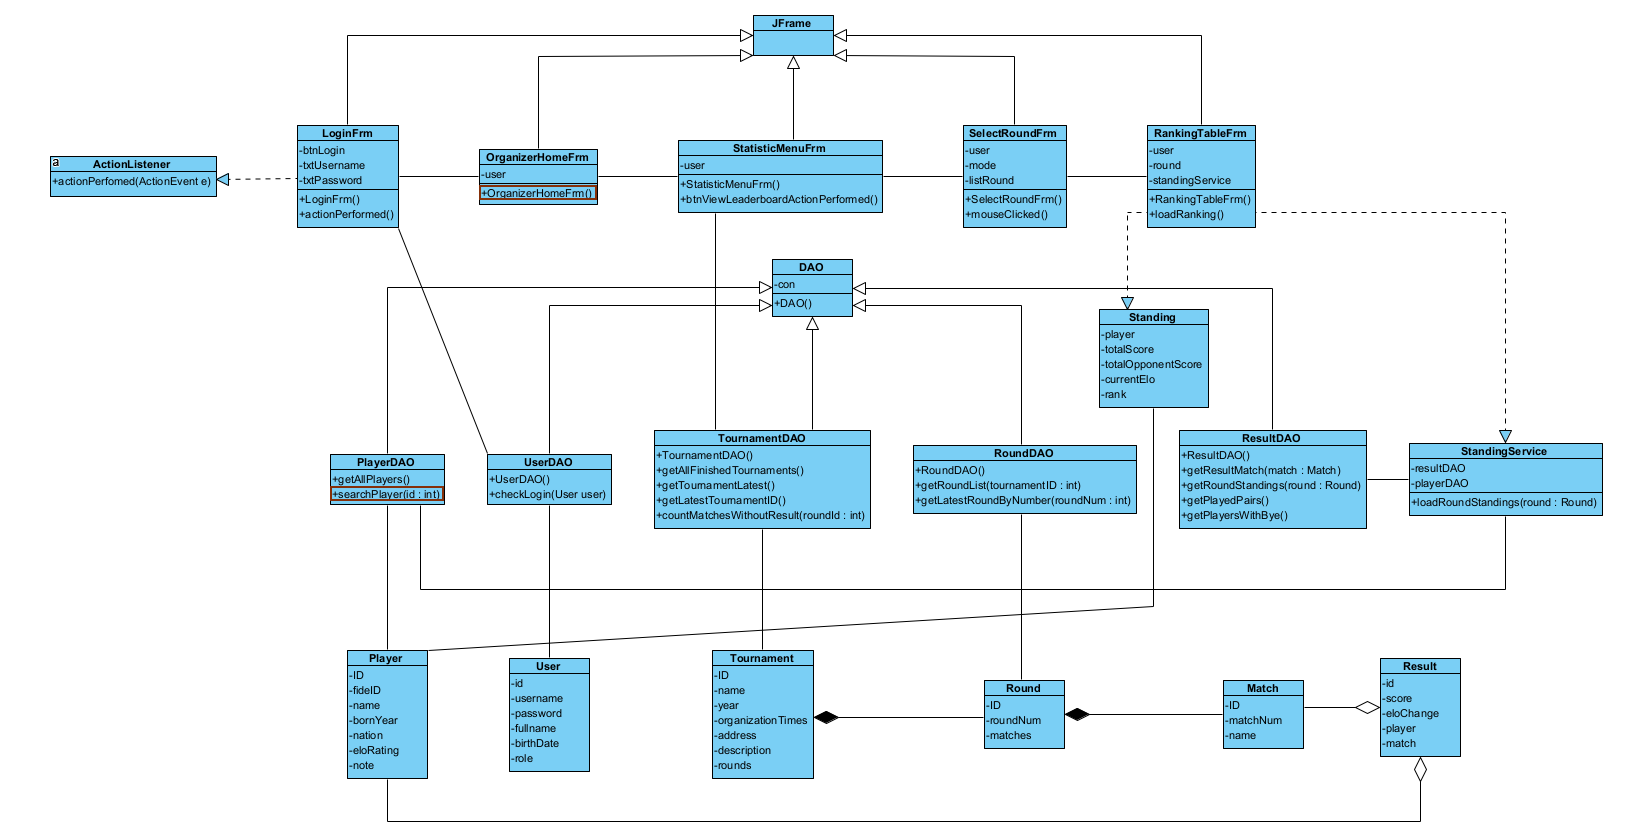 JFrame
LoginFrm
-btnLogin
-txtUsername
-txtPassword
+LoginFrm()
+actionPerformed()
a
ActionListener
+actionPerfomed(ActionEvent e)
OrganizerHomeFrm
-user
+OrganizerHomeFrm()
StatisticMenuFrm
-user
+StatisticMenuFrm()
+btnViewLeaderboardActionPerformed()
SelectRoundFrm
-user
-mode
-listRound
+SelectRoundFrm()
+mouseClicked()
RankingTableFrm
-user
-round
-standingService
+RankingTableFrm()
+loadRanking()
DAO
-con
+DAO()
Standing
-player
-totalScore
-totalOpponentScore
-currentElo
-rank
PlayerDAO
+getAllPlayers()
+searchPlayer(id : int)
UserDAO
+UserDAO()
+checkLogin(User user)
TournamentDAO
+TournamentDAO()
+getAllFinishedTournaments()
+getTournamentLatest()
+getLatestTournamentID()
+countMatchesWithoutResult(roundId : int)
RoundDAO
+RoundDAO()
+getRoundList(tournamentID : int)
+getLatestRoundByNumber(roundNum : int)
ResultDAO
+ResultDAO()
+getResultMatch(match : Match)
+getRoundStandings(round : Round)
+getPlayedPairs()
+getPlayersWithBye()
StandingService
-resultDAO
-playerDAO
+loadRoundStandings(round : Round)
Player
-ID
-fideID
-name
-bornYear
-nation
-eloRating
-note
User
-id
-username
-password
-fullname
-birthDate
-role
Tournament
-ID
-name
-year
-organizationTimes
-address
-description
-rounds
Round
-ID
-roundNum
-matches
Match
-ID
-matchNum
-name
Result
-id
-score
-eloChange
-player
-match